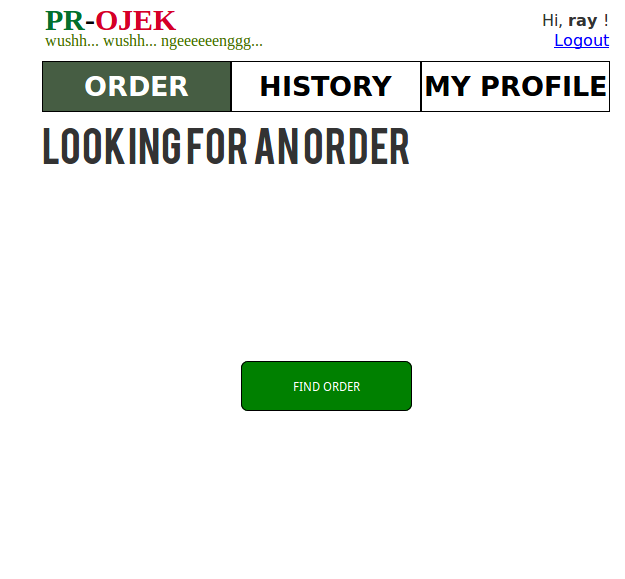 PR-OJEK
wushh... wushh... ngeeeeeenggg...
Hi, ray !
Logout
ORDER
HISTORY
MY PROFILE
LOOKING FOR AN ORDER
FIND ORDER